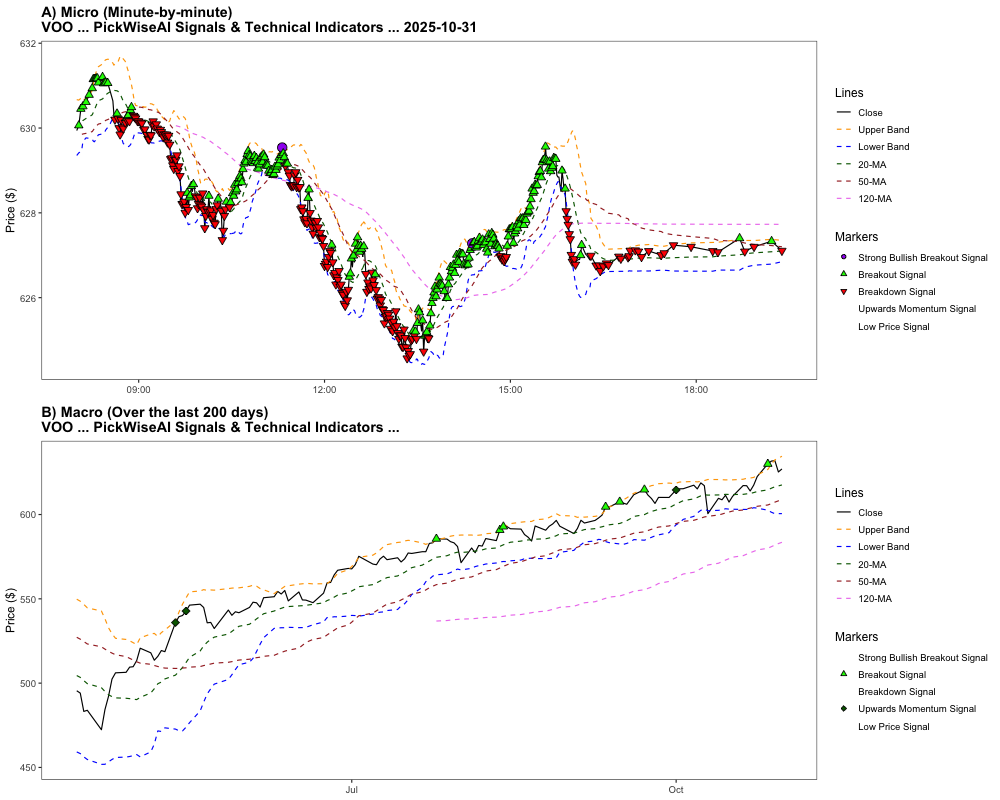 A) Micro (Minute-by-minute)
VOO ... PickWiseAI Signals & Technical Indicators ... 2025-10-31
632
630
628
626
Price ($)
09:00
12:00
15:00
18:00
Lines
Close
Upper Band
Lower Band
20-MA
50-MA
120-MA
Markers
Strong Bullish Breakout Signal
Breakout Signal
Breakdown Signal
Upwards Momentum Signal
Low Price Signal
B) Macro (Over the last 200 days)
VOO ... PickWiseAI Signals & Technical Indicators ...
600
550
500
450
Price ($)
Jul
Oct
Lines
Close
Upper Band
Lower Band
20-MA
50-MA
120-MA
Markers
Strong Bullish Breakout Signal
Breakout Signal
Breakdown Signal
Upwards Momentum Signal
Low Price Signal